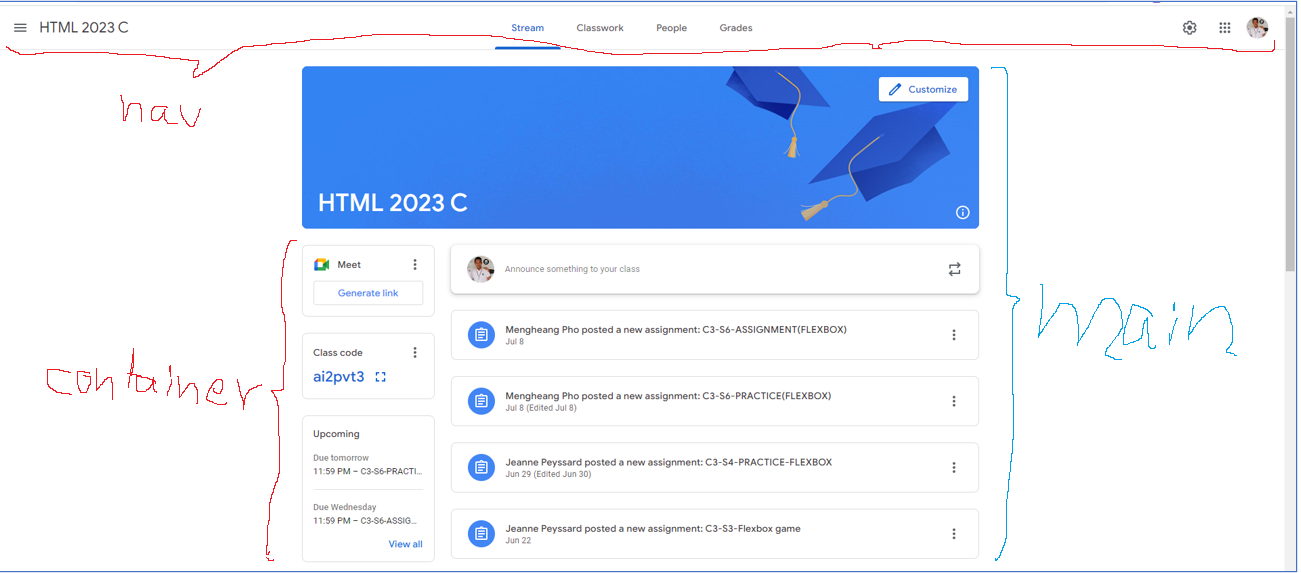 HTML 2023 C
Stream Classwork People Grades
nav
Customize
HTML 2023 C
main
container
Meet
Generate link
Class code
ai2pvt3
Upcoming
Due tomorrow
11:59 PM – C3-S6-PRACTI...
Due Wednesday
11:59 PM – C3-S6-ASSIG...
View all
Announce something to your class
Mengheang Pho posted a new assignment: C3-S6-ASSIGNMENT(FLEXBOX)
Jul 8
Mengheang Pho posted a new assignment: C3-S6-PRACTICE(FLEXBOX)
Jul 8 (Edited Jul 8)
Jeanne Peyssard posted a new assignment: C3-S4-PRACTICE-FLEXBOX
Jun 29 (Edited Jun 30)
Jeanne Peyssard posted a new assignment: C3-S3-Flexbox game
Jun 22